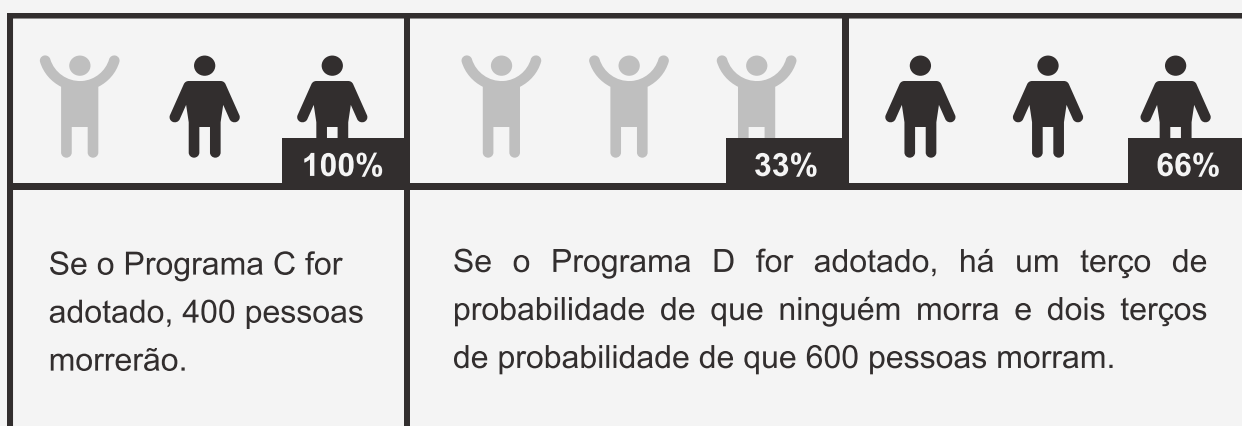 100%
33%
66%
Se o Programa C for
adotado, 400 pessoas
morrerão.
Se o Programa D for adotado, há um terço de
probabilidade de que ninguém morra e dois terços
de probabilidade de que 600 pessoas morram.